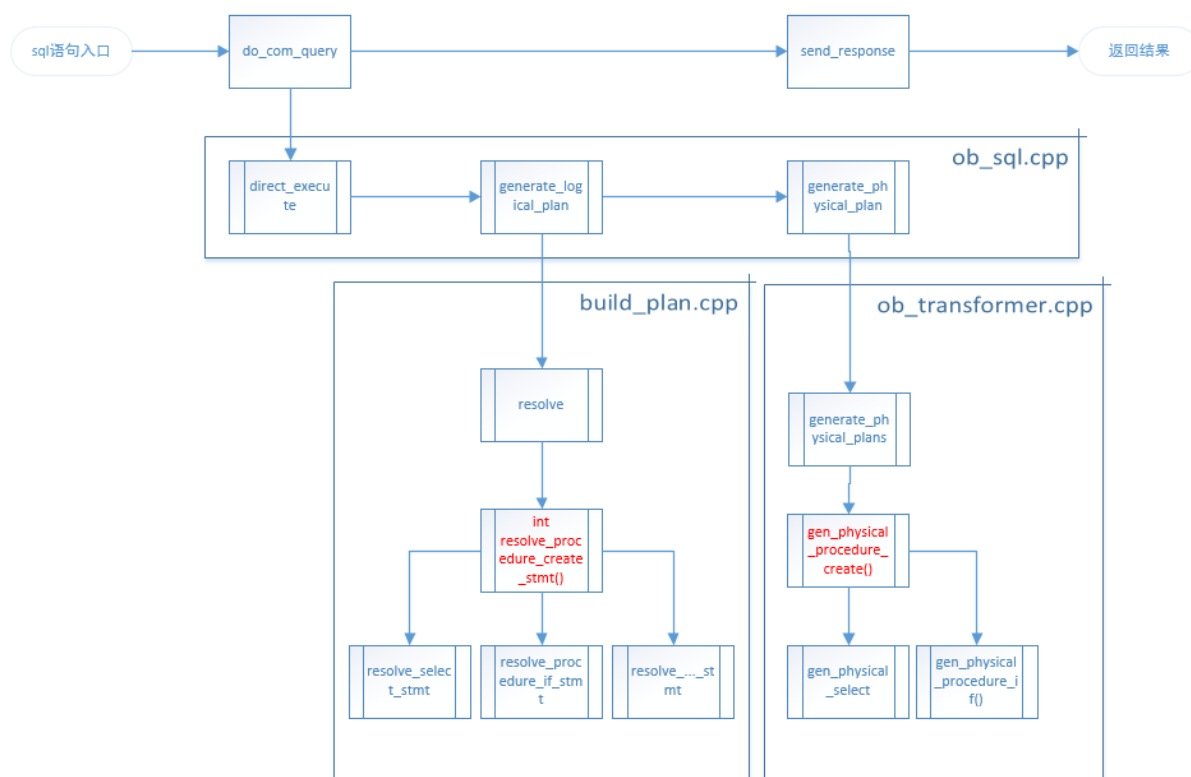 sql语句入口
do_com_query
send_response
返回结果
ob_sql.cpp
direct_execu
te
generate_log
ical_plan
generate_ph
ysical_plan
build_plan.cpp
ob_transformer.cpp
resolve
generate_ph
ysical_plans
int
resolve_proc
edure_create
_stmt()
gen_physical
_procedure_
create()
resolve_selec
t_stmt
resolve_proc
edure_if_stm
t
resolve_..._st
mt
gen_physical
_select
gen_physical
_procedure_i
f()